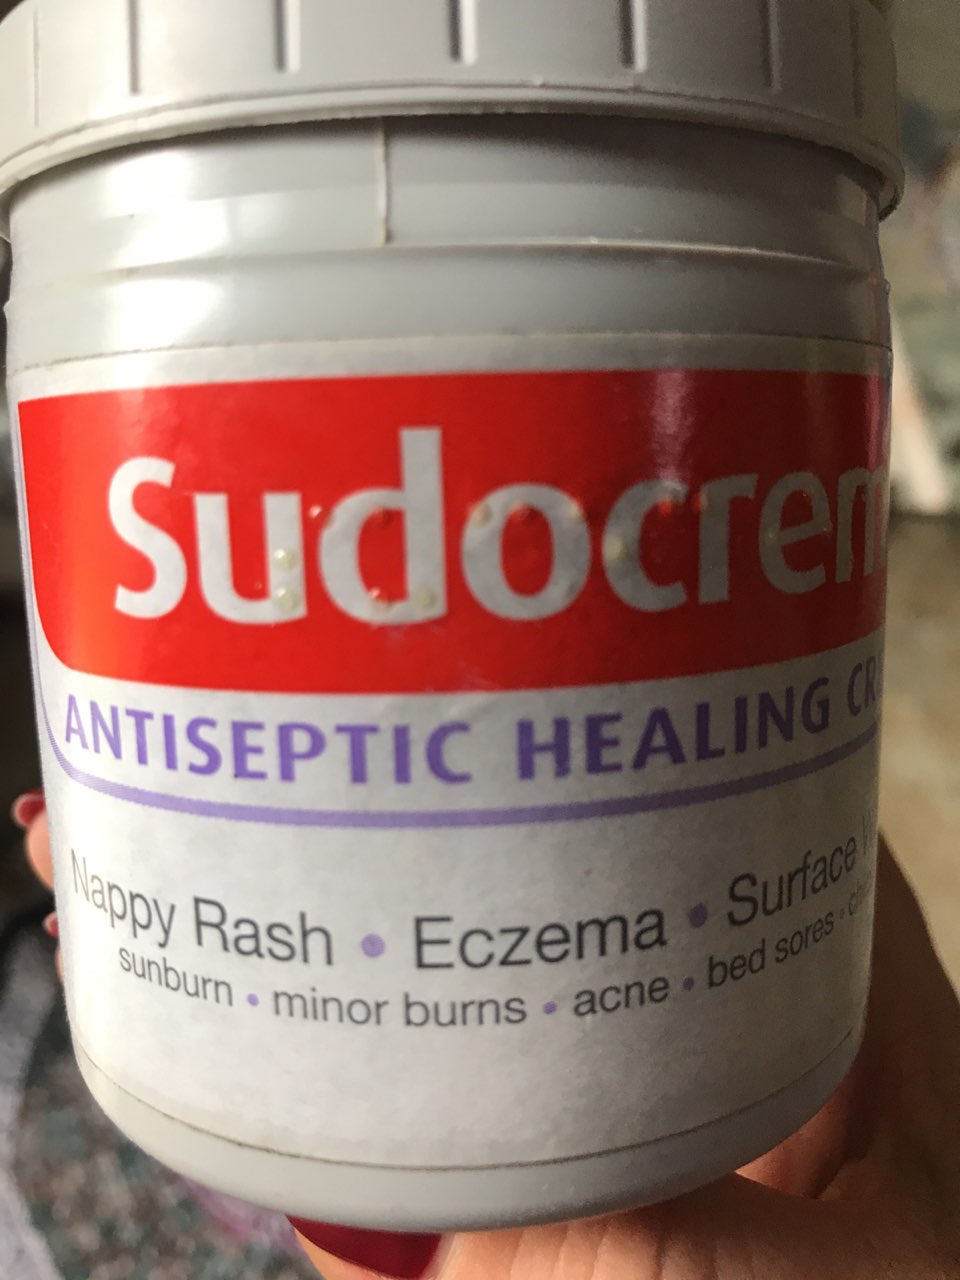 Sudocrem
ANTISEPTIC HEALING
Nappy Rash • Eczema • Surface
sunburn • minor burns • acne • bed sores •